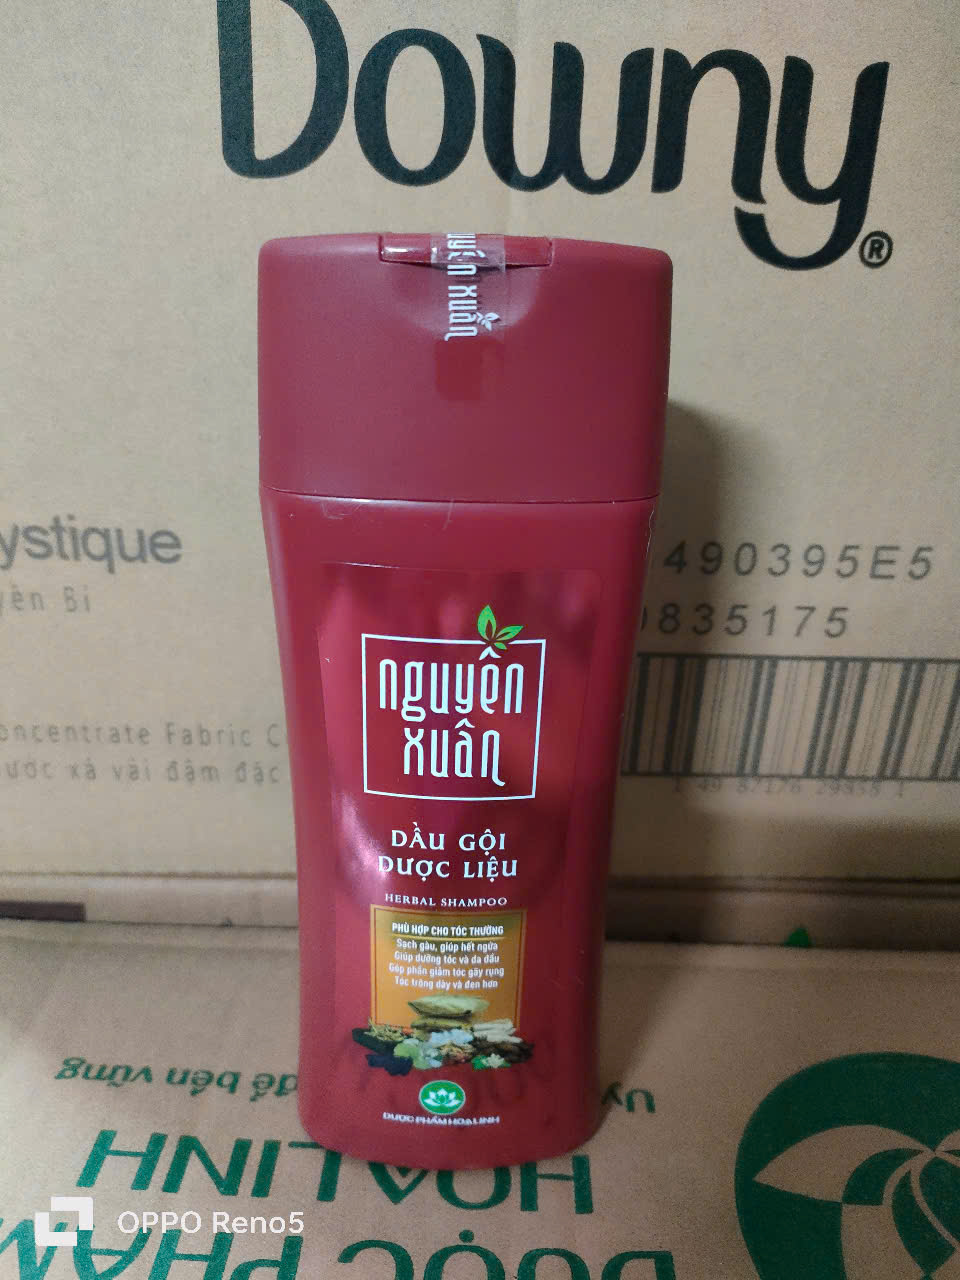 Downy®
nguyên xuân
ystique
yên Bí
490395E5
0835175
oncentrate Fabric C
ước xả vải đậm đặc
nguyên
xuân
DẦU GỘI
DƯỢC LIỆU
HERBAL SHAMPOO
PHÙ HỢP CHO TÓC THƯỜNG
Sạch gàu, giúp hết ngứa
Giúp dưỡng tóc và da đầu
Góp phần giảm tóc gãy rụng
Tóc trông dày và đen hơn
DƯỢC PHẨM HOA LINH
Uy
để bền vững
HOA LINH
DƯỢC PHẨM
OPPO Reno5